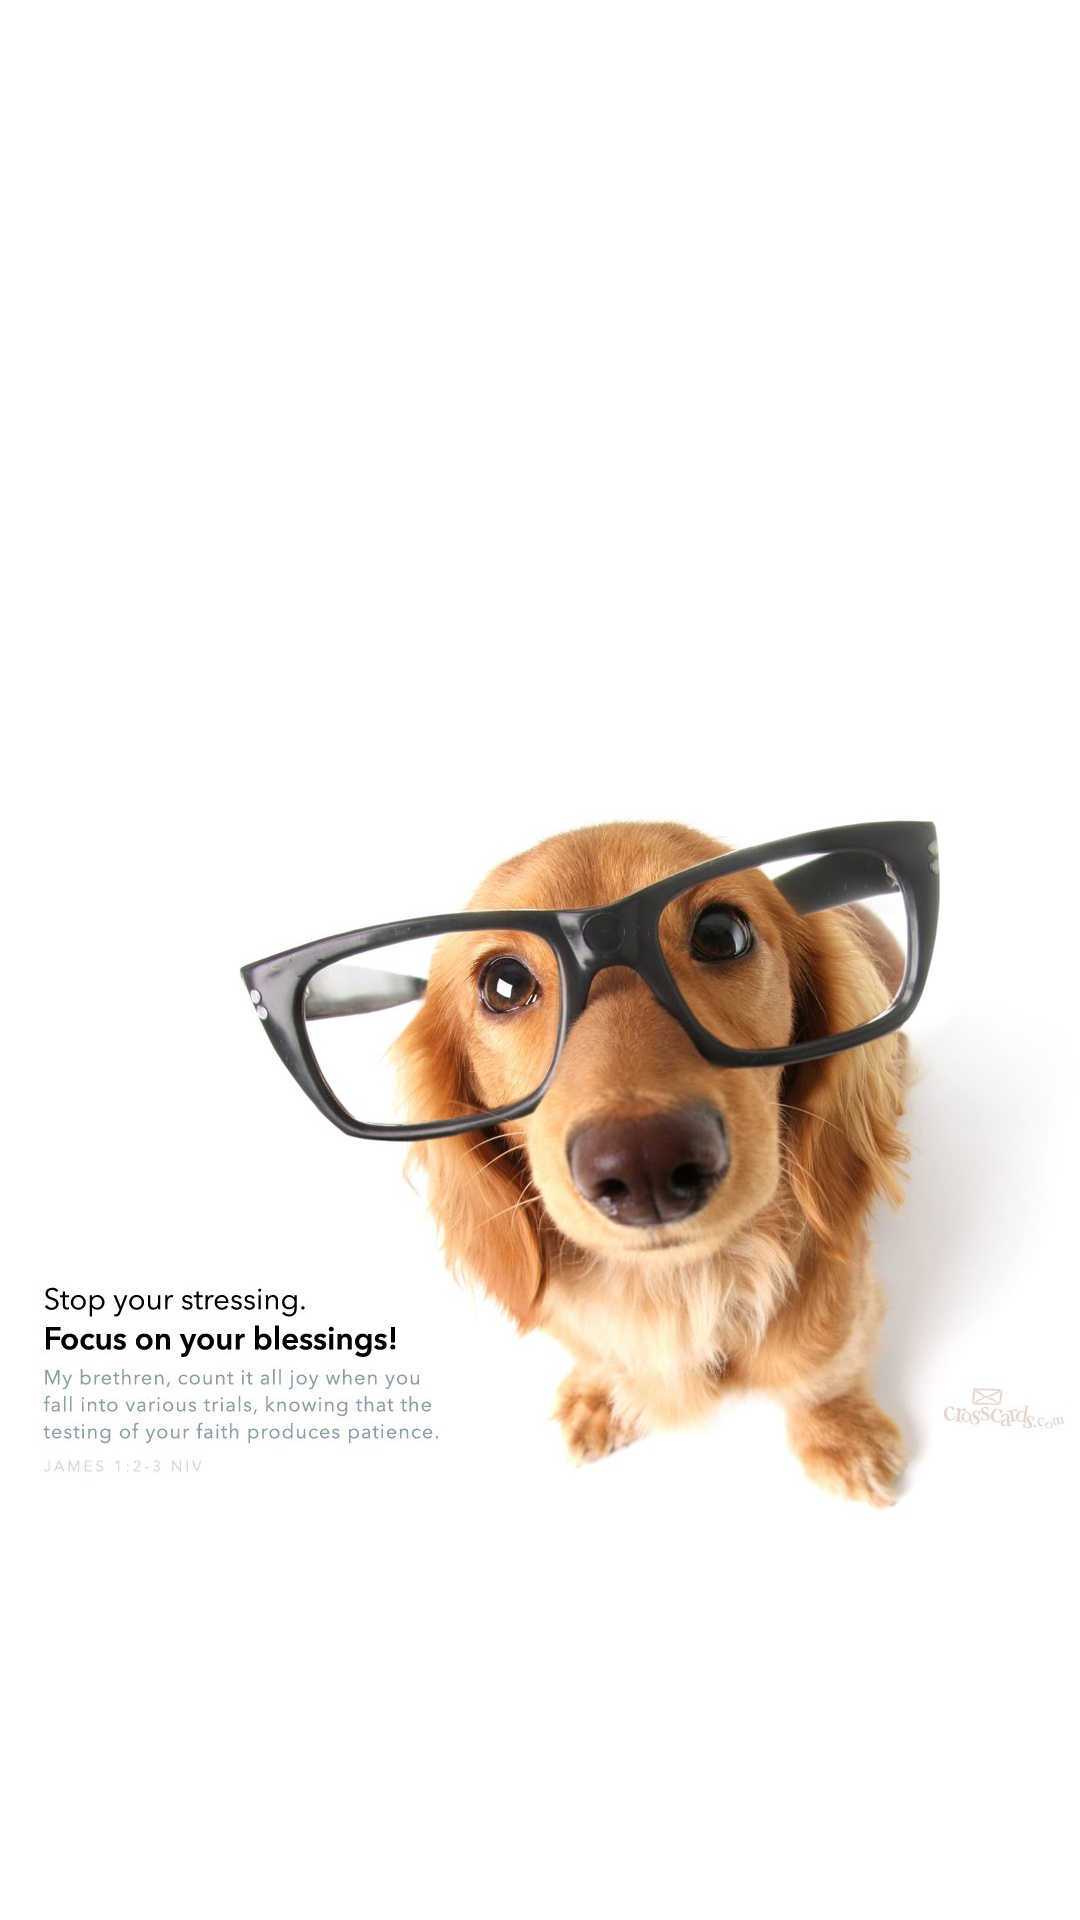 Stop your stressing.
Focus on your blessings!
My brethren, count it all joy when you
fall into various trials, knowing that the
testing of your faith produces patience.
JAMES 1:2-3 NIV
crosscards.com